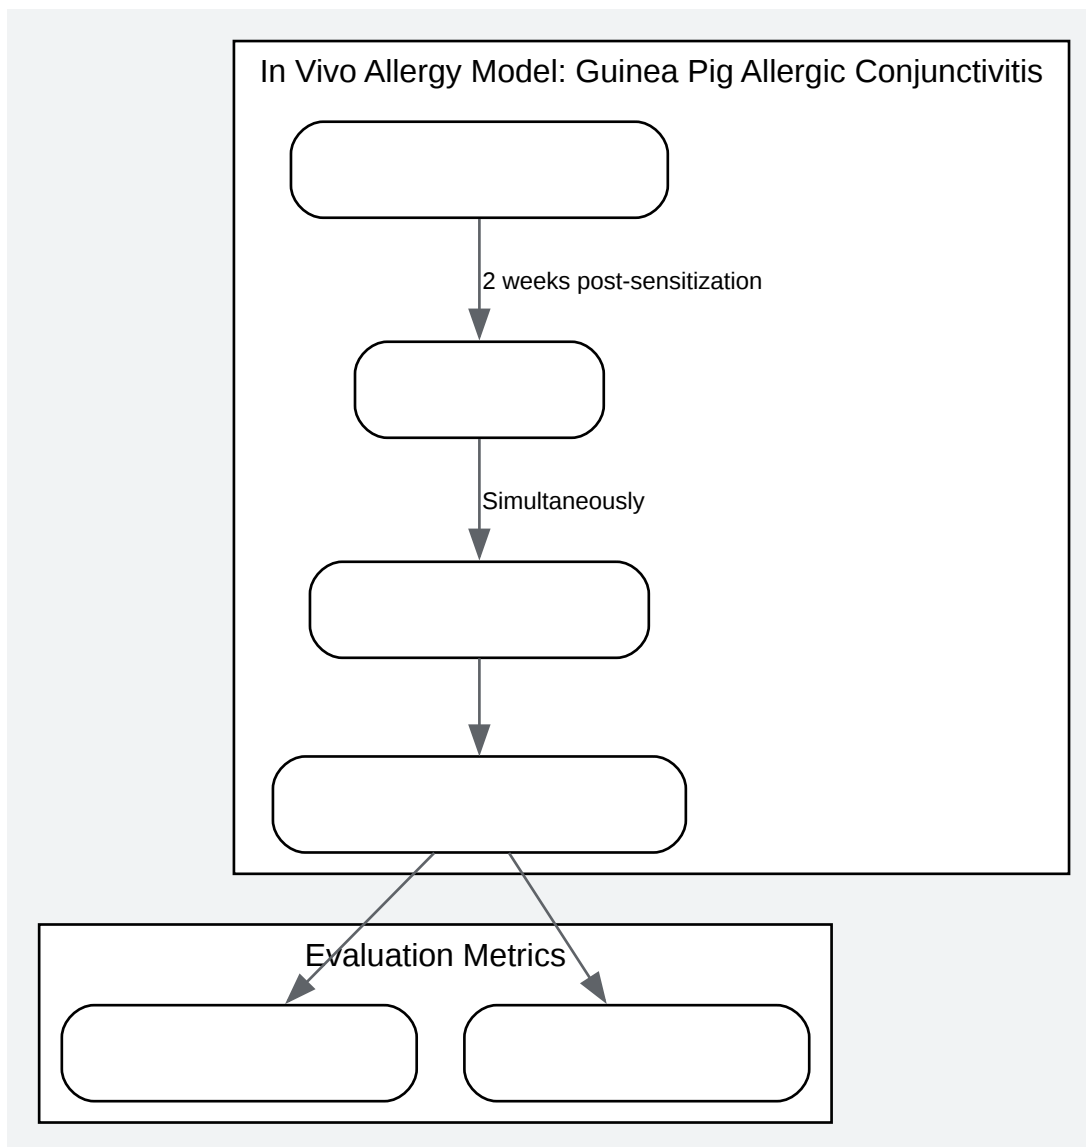 In Vivo Allergy Model: Guinea Pig Allergic Conjunctivitis
2 weeks post-sensitization
Simultaneously
Evaluation Metrics